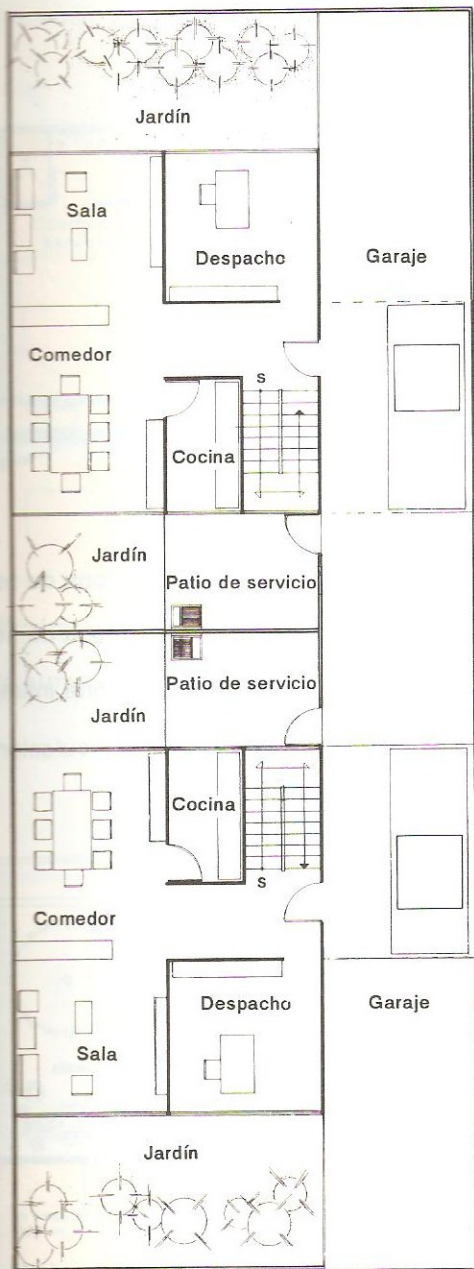 Jardín
Sala
Despacho
Garaje
Comedor
S
Cocina
Jardín
Patio de servicio
Patio de servicio
Jardín
Cocina
S
Comedor
Despacho
Garaje
Sala
Jardín